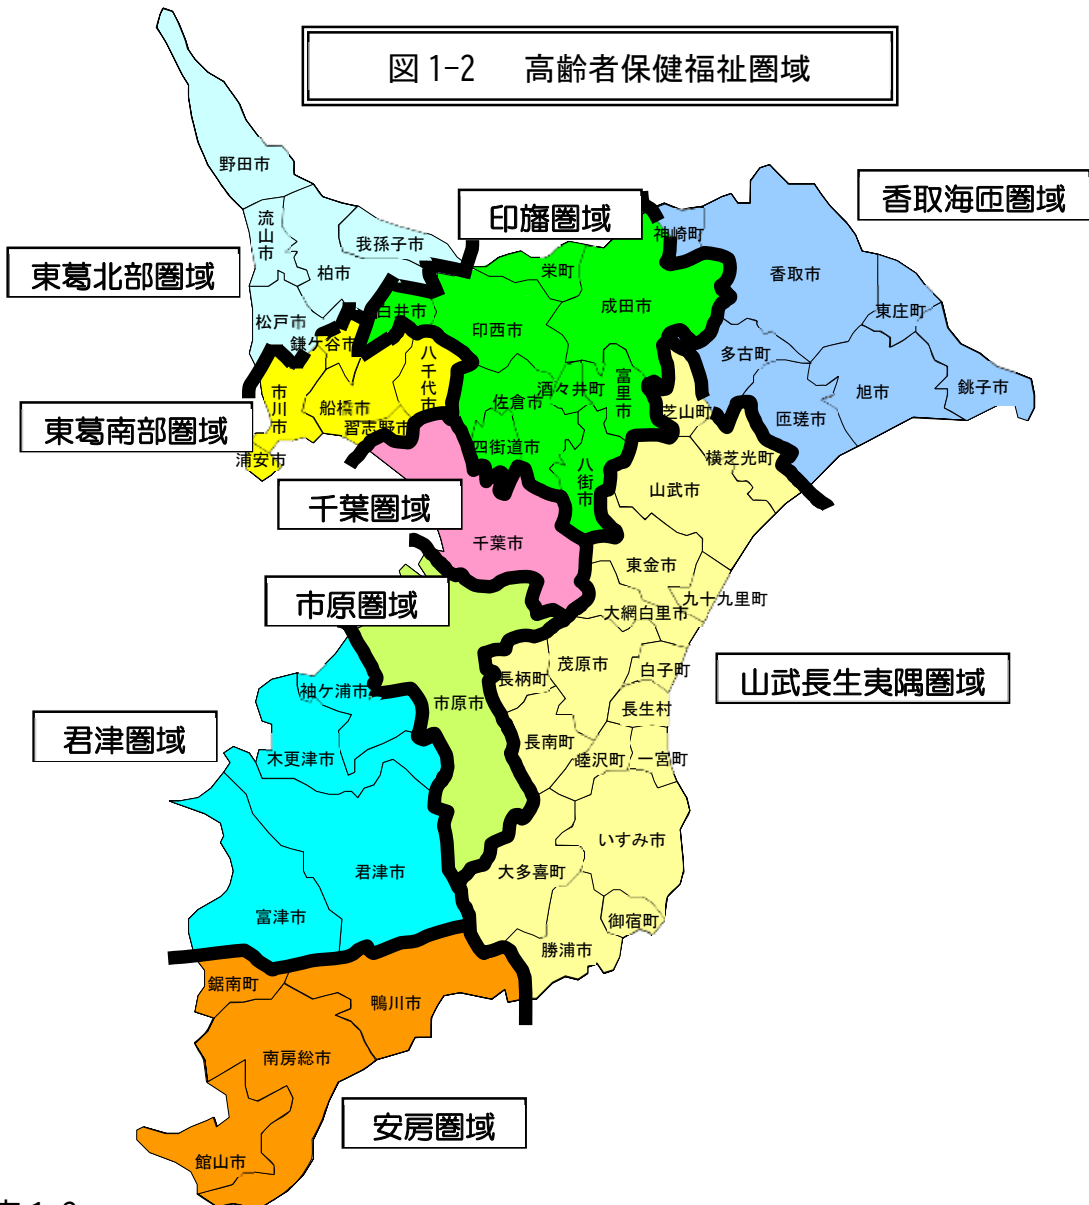 図1-2 高齢者保健福祉圏域
野田市
香取海匝圏域
印旛圏域
流山市
神崎町
我孫子市
東葛北部圏域
柏市
栄町
香取市
成田市
白井市
東庄町
松戸市
印西市
鎌ケ谷市
多古町
八千代市
酒々井町
富里市
旭市
銚子市
市川市
船橋市
佐倉市
芝山町
東葛南部圏域
習志野市
匝瑳市
四街道市
浦安市
八街市
横芝光町
山武市
千葉圏域
千葉市
東金市
市原圏域
九十九里町
大網白里市
茂原市
白子町
山武長生夷隅圏域
長柄町
袖ケ浦市
市原市
長生村
君津圏域
長南町
木更津市
睦沢町
一宮町
いすみ市
君津市
大多喜町
富津市
御宿町
勝浦市
鋸南町
鴨川市
南房総市
安房圏域
館山市